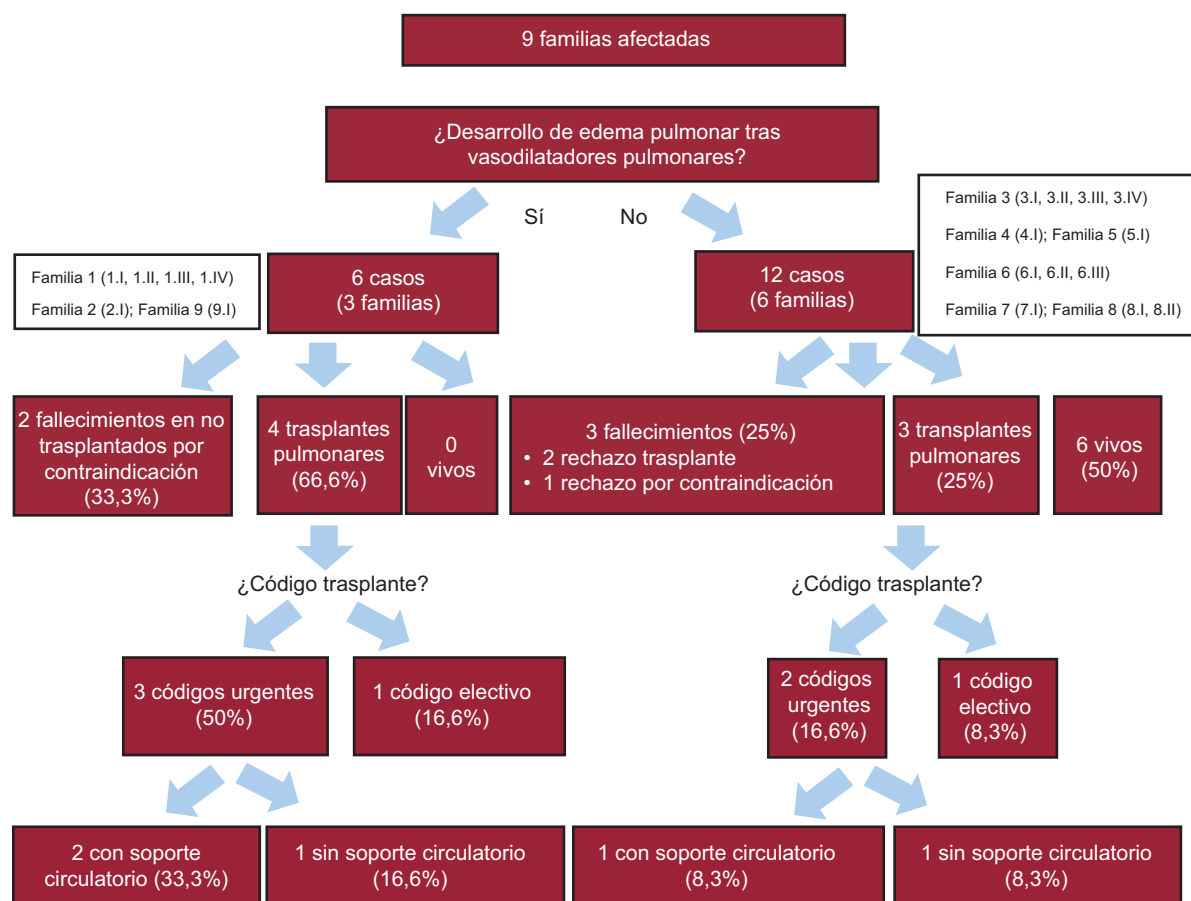 9 familias afectadas
¿Desarrollo de edema pulmonar tras
vasodilatadores pulmonares?
Sí
No
Familia 1 (1.I, 1.II, 1.III, 1.IV)
Familia 2 (2.I); Familia 9 (9.I)
6 casos
(3 familias)
12 casos
(6 familias)
Familia 3 (3.I, 3.II, 3.III, 3.IV)
Familia 4 (4.I); Familia 5 (5.I)
Familia 6 (6.I, 6.II, 6.III)
Familia 7 (7.I); Familia 8 (8.I, 8.II)
2 fallecimientos en no
trasplantados por
contraindicación
(33,3%)
4 trasplantes
pulmonares
(66,6%)
0
vivos
3 fallecimientos (25%)
• 2 rechazo trasplante
• 1 rechazo por contraindicación
3 transplantes
pulmonares
(25%)
6 vivos
(50%)
¿Código trasplante?
¿Código trasplante?
3 códigos urgentes
(50%)
1 código electivo
(16,6%)
2 códigos
urgentes
(16,6%)
1 código
electivo
(8,3%)
2 con soporte
circulatorio (33,3%)
1 sin soporte circulatorio
(16,6%)
1 con soporte circulatorio
(8,3%)
1 sin soporte circulatorio
(8,3%)